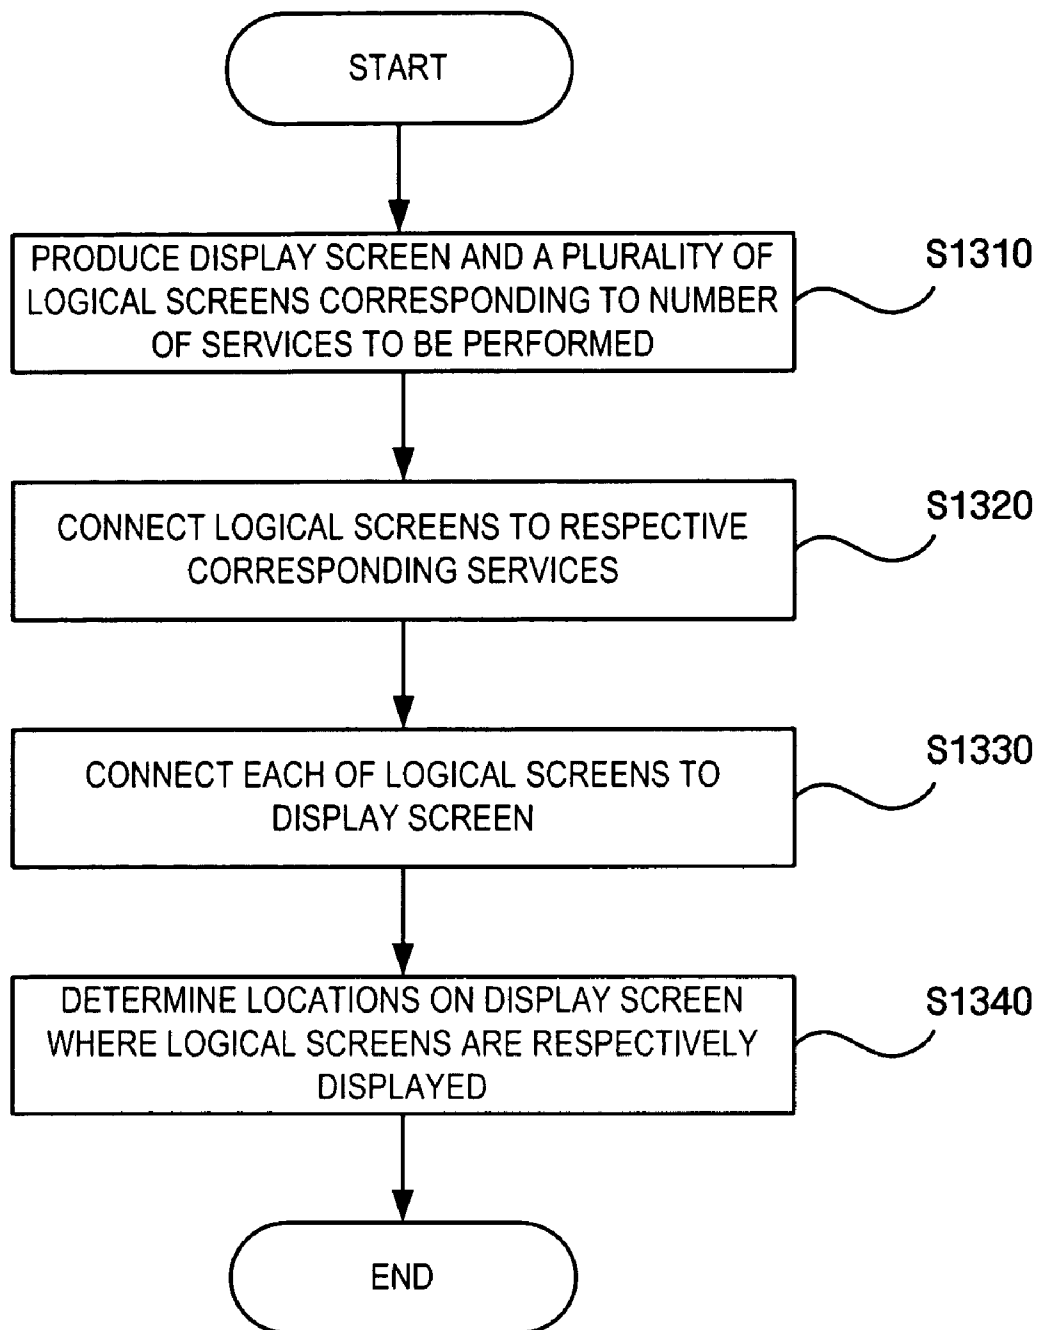 START
PRODUCE DISPLAY SCREEN AND A PLURALITY OF
LOGICAL SCREENS CORRESPONDING TO NUMBER
OF SERVICES TO BE PERFORMED
S1310
CONNECT LOGICAL SCREENS TO RESPECTIVE
CORRESPONDING SERVICES
S1320
CONNECT EACH OF LOGICAL SCREENS TO
DISPLAY SCREEN
S1330
DETERMINE LOCATIONS ON DISPLAY SCREEN
WHERE LOGICAL SCREENS ARE RESPECTIVELY
DISPLAYED
S1340
END